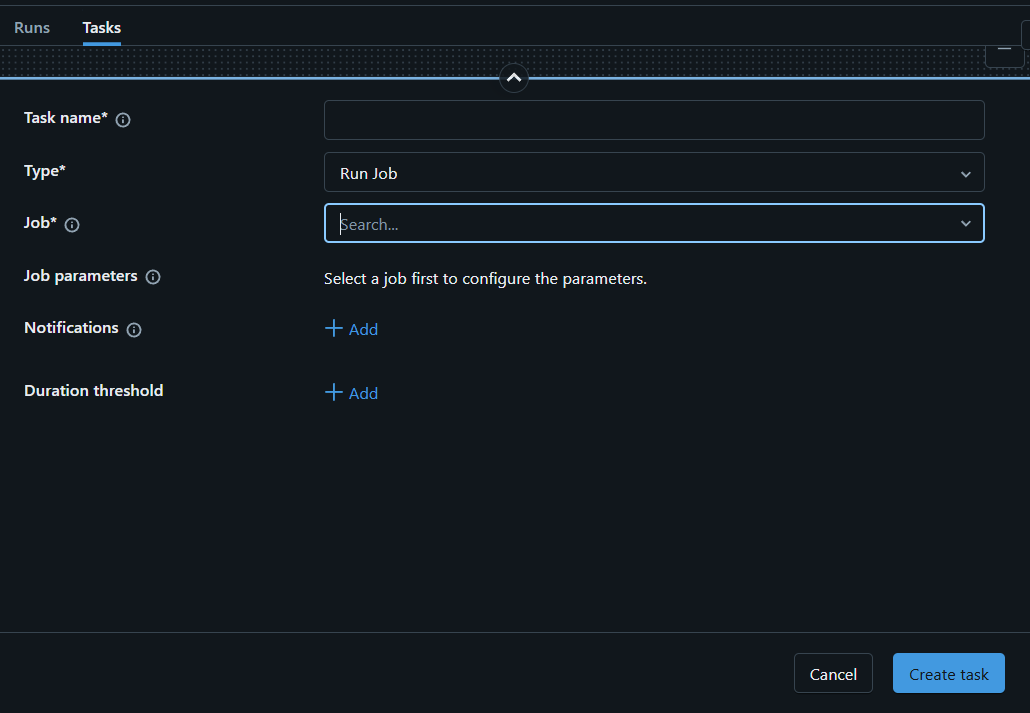 Runs Tasks
Task name*
Type* Run Job
Job* Search...
Job parameters Select a job first to configure the parameters.
Notifications Add
Duration threshold Add
Cancel Create task